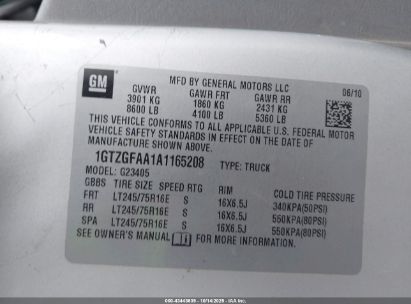 GM
MFD BY GENERAL MOTORS LLC
GVWR GAWR FRT GAWR RR 06/10
3901 KG 1860 KG 2431 KG
8600 LB 4100 LB 5360 LB
THIS VEHICLE CONFORMS TO ALL APPLICABLE U.S. FEDERAL MOTOR
VEHICLE SAFETY STANDARDS IN EFFECT ON THE DATE OF
MANUFACTURE SHOWN ABOVE.
1GTZGFAA1A1165208 TYPE: TRUCK
MODEL: G23405
GBBS TIRE SIZE SPEED RTG RIM COLD TIRE PRESSURE
FRT LT245/75R16E S 16X6.5J 340KPA(50PSI)
RR LT245/75R16E S 16X6.5J 550KPA(80PSI)
SPA LT245/75R16E S 16X6.5J 550KPA(80PSI)
SEE OWNER'S MANUAL FOR MORE INFORMATION.